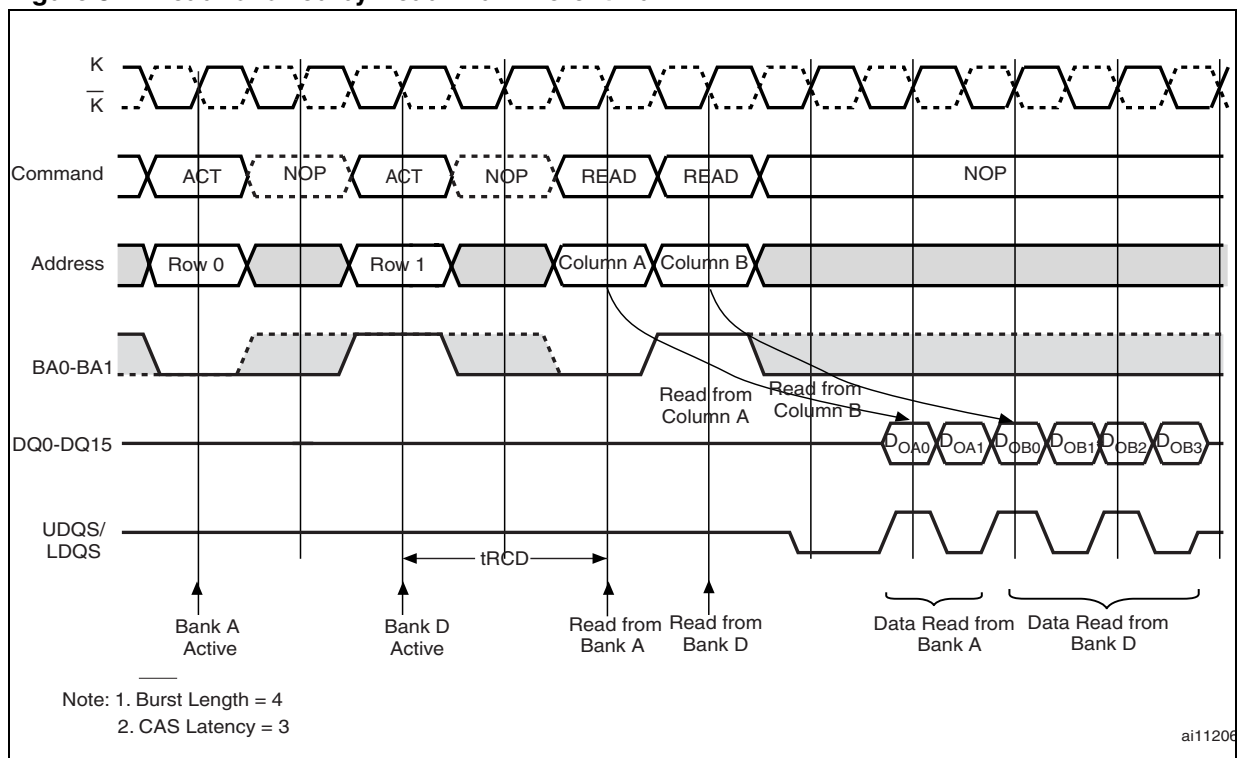 K
K
Command
ACT
NOP
ACT
NOP
READ
READ
NOP
Address
Row 0
Row 1
Column A
Column B
BA0-BA1
Read from
Column A
Read from
Column B
DQ0-DQ15
DOA0
DOA1
DOB0
DOB1
DOB2
DOB3
UDQS/
LDQS
tRCD
Bank A
Active
Bank D
Active
Read from
Bank A
Read from
Bank D
Data Read from
Bank A
Data Read from
Bank D
Note: 1. Burst Length = 4
2. CAS Latency = 3
ai11206